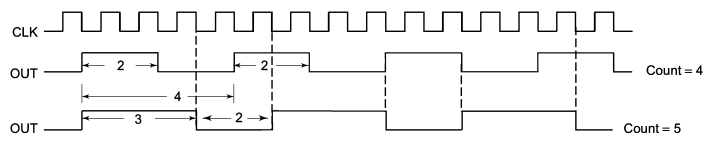 CLK
OUT 2 2 Count = 4
4
OUT 3 2 Count = 5